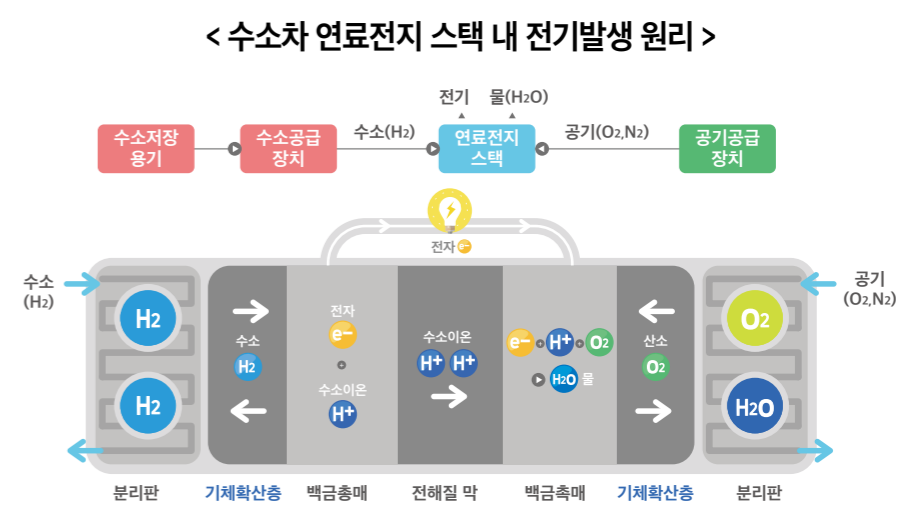 < 수소차 연료전지 스택 내 전기발생 원리 >
전기 물(H2O)
수소저장
용기
수소공급
장치
수소(H2)
연료전지
스택
공기(O2,N2)
공기공급
장치
전자 e−
수소
(H2)
공기
(O2,N2)
H2
H2
수소
H2
전자
e−
+
수소이온
H+
수소이온
H+ H+
e− + H+ + O2
H2O 물
산소
O2
O2
H2O
분리판
기체확산층
백금총매
전해질 막
백금촉매
기체확산층
분리판